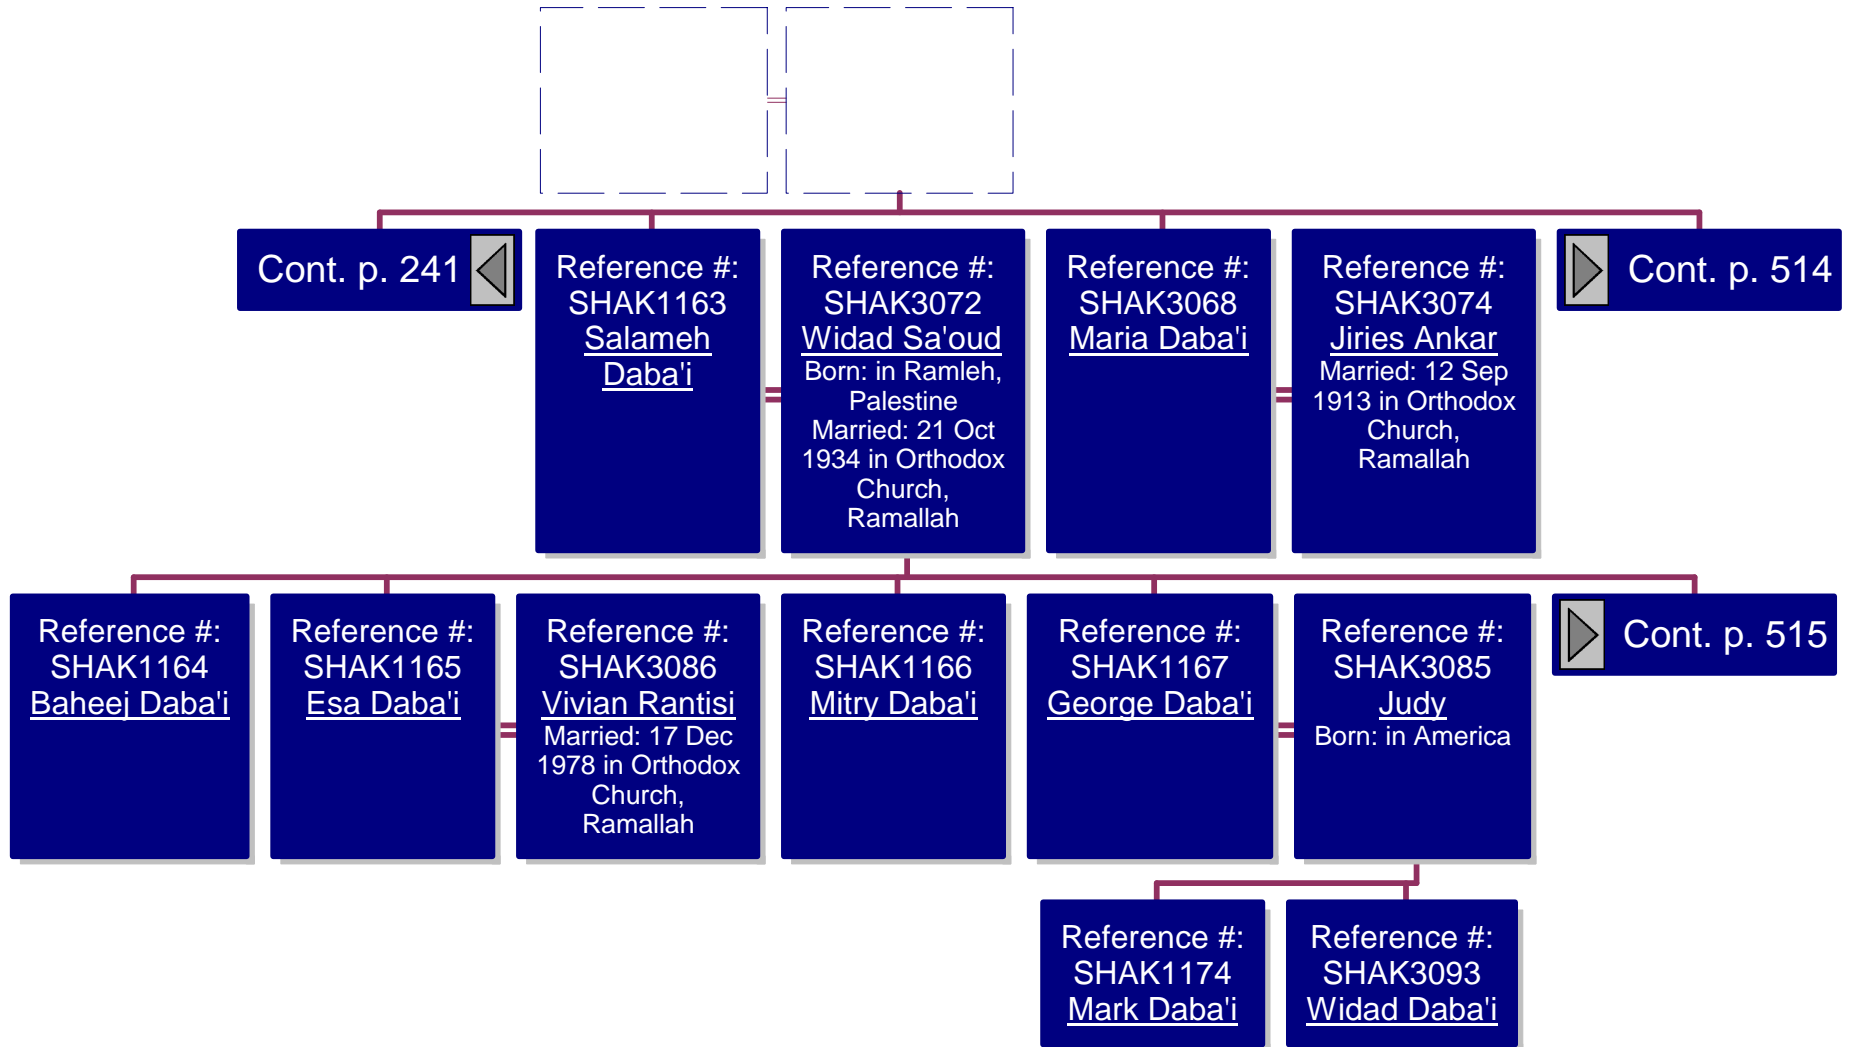 Cont. p. 241
Reference #:
SHAK1163
Salameh
Daba'i
Reference #:
SHAK3072
Widad Sa'oud
Born: in Ramleh,
Palestine
Married: 21 Oct
1934 in Orthodox
Church,
Ramallah
Reference #:
SHAK3068
Maria Daba'i
Reference #:
SHAK3074
Jiries Ankar
Married: 12 Sep
1913 in Orthodox
Church,
Ramallah
Cont. p. 514
Reference #:
SHAK1164
Baheej Daba'i
Reference #:
SHAK1165
Esa Daba'i
Reference #:
SHAK3086
Vivian Rantisi
Married: 17 Dec
1978 in Orthodox
Church,
Ramallah
Reference #:
SHAK1166
Mitry Daba'i
Reference #:
SHAK1167
George Daba'i
Reference #:
SHAK3085
Judy
Born: in America
Cont. p. 515
Reference #:
SHAK1174
Mark Daba'i
Reference #:
SHAK3093
Widad Daba'i